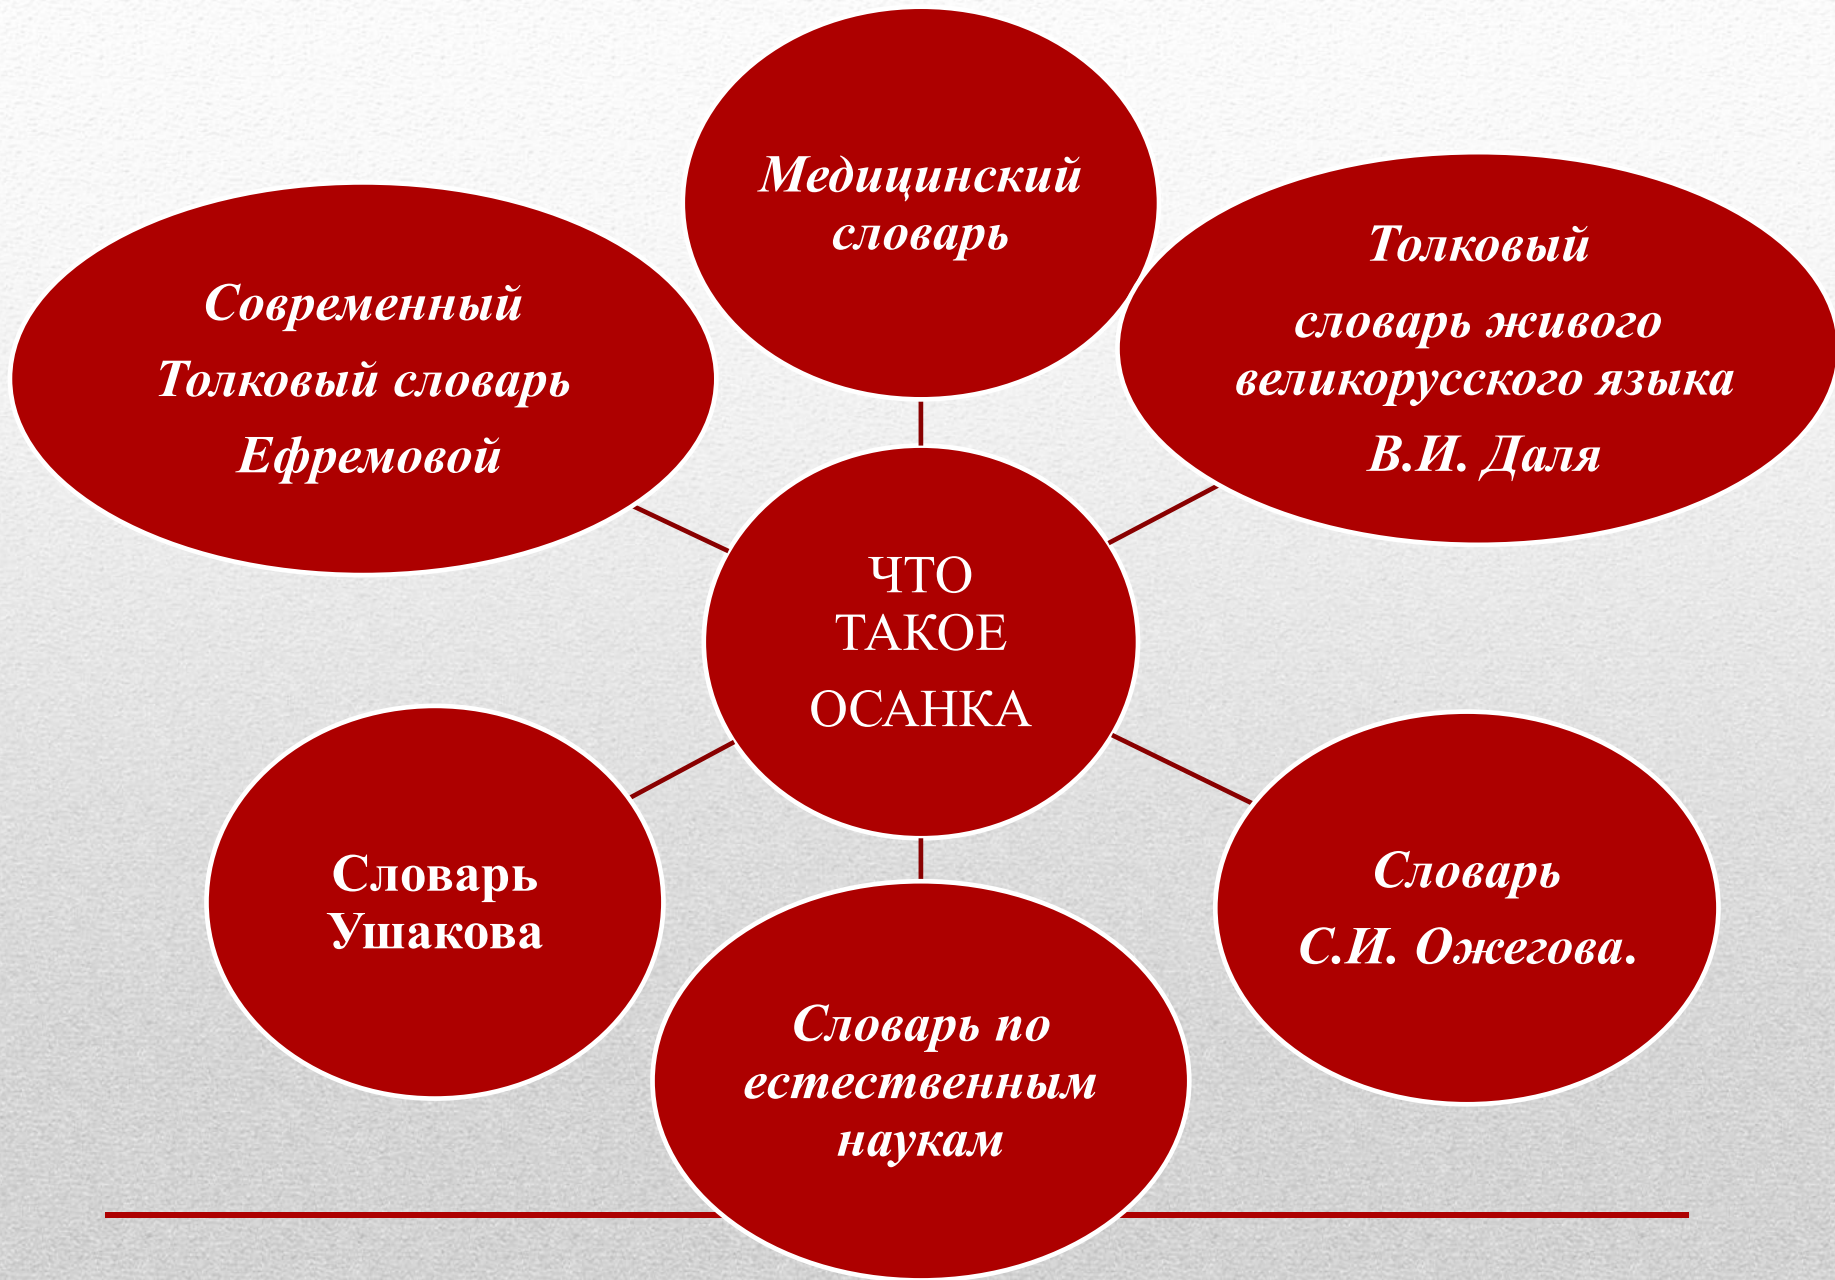 Медицинский
словарь
Толковый
словарь живого
великорусского языка
В.И. Даля
Современный
Толковый словарь
Ефремовой
ЧТО
ТАКОЕ
ОСАНКА
Словарь
Ушакова
Словарь
С.И. Ожегова.
Словарь по
естественным
наукам